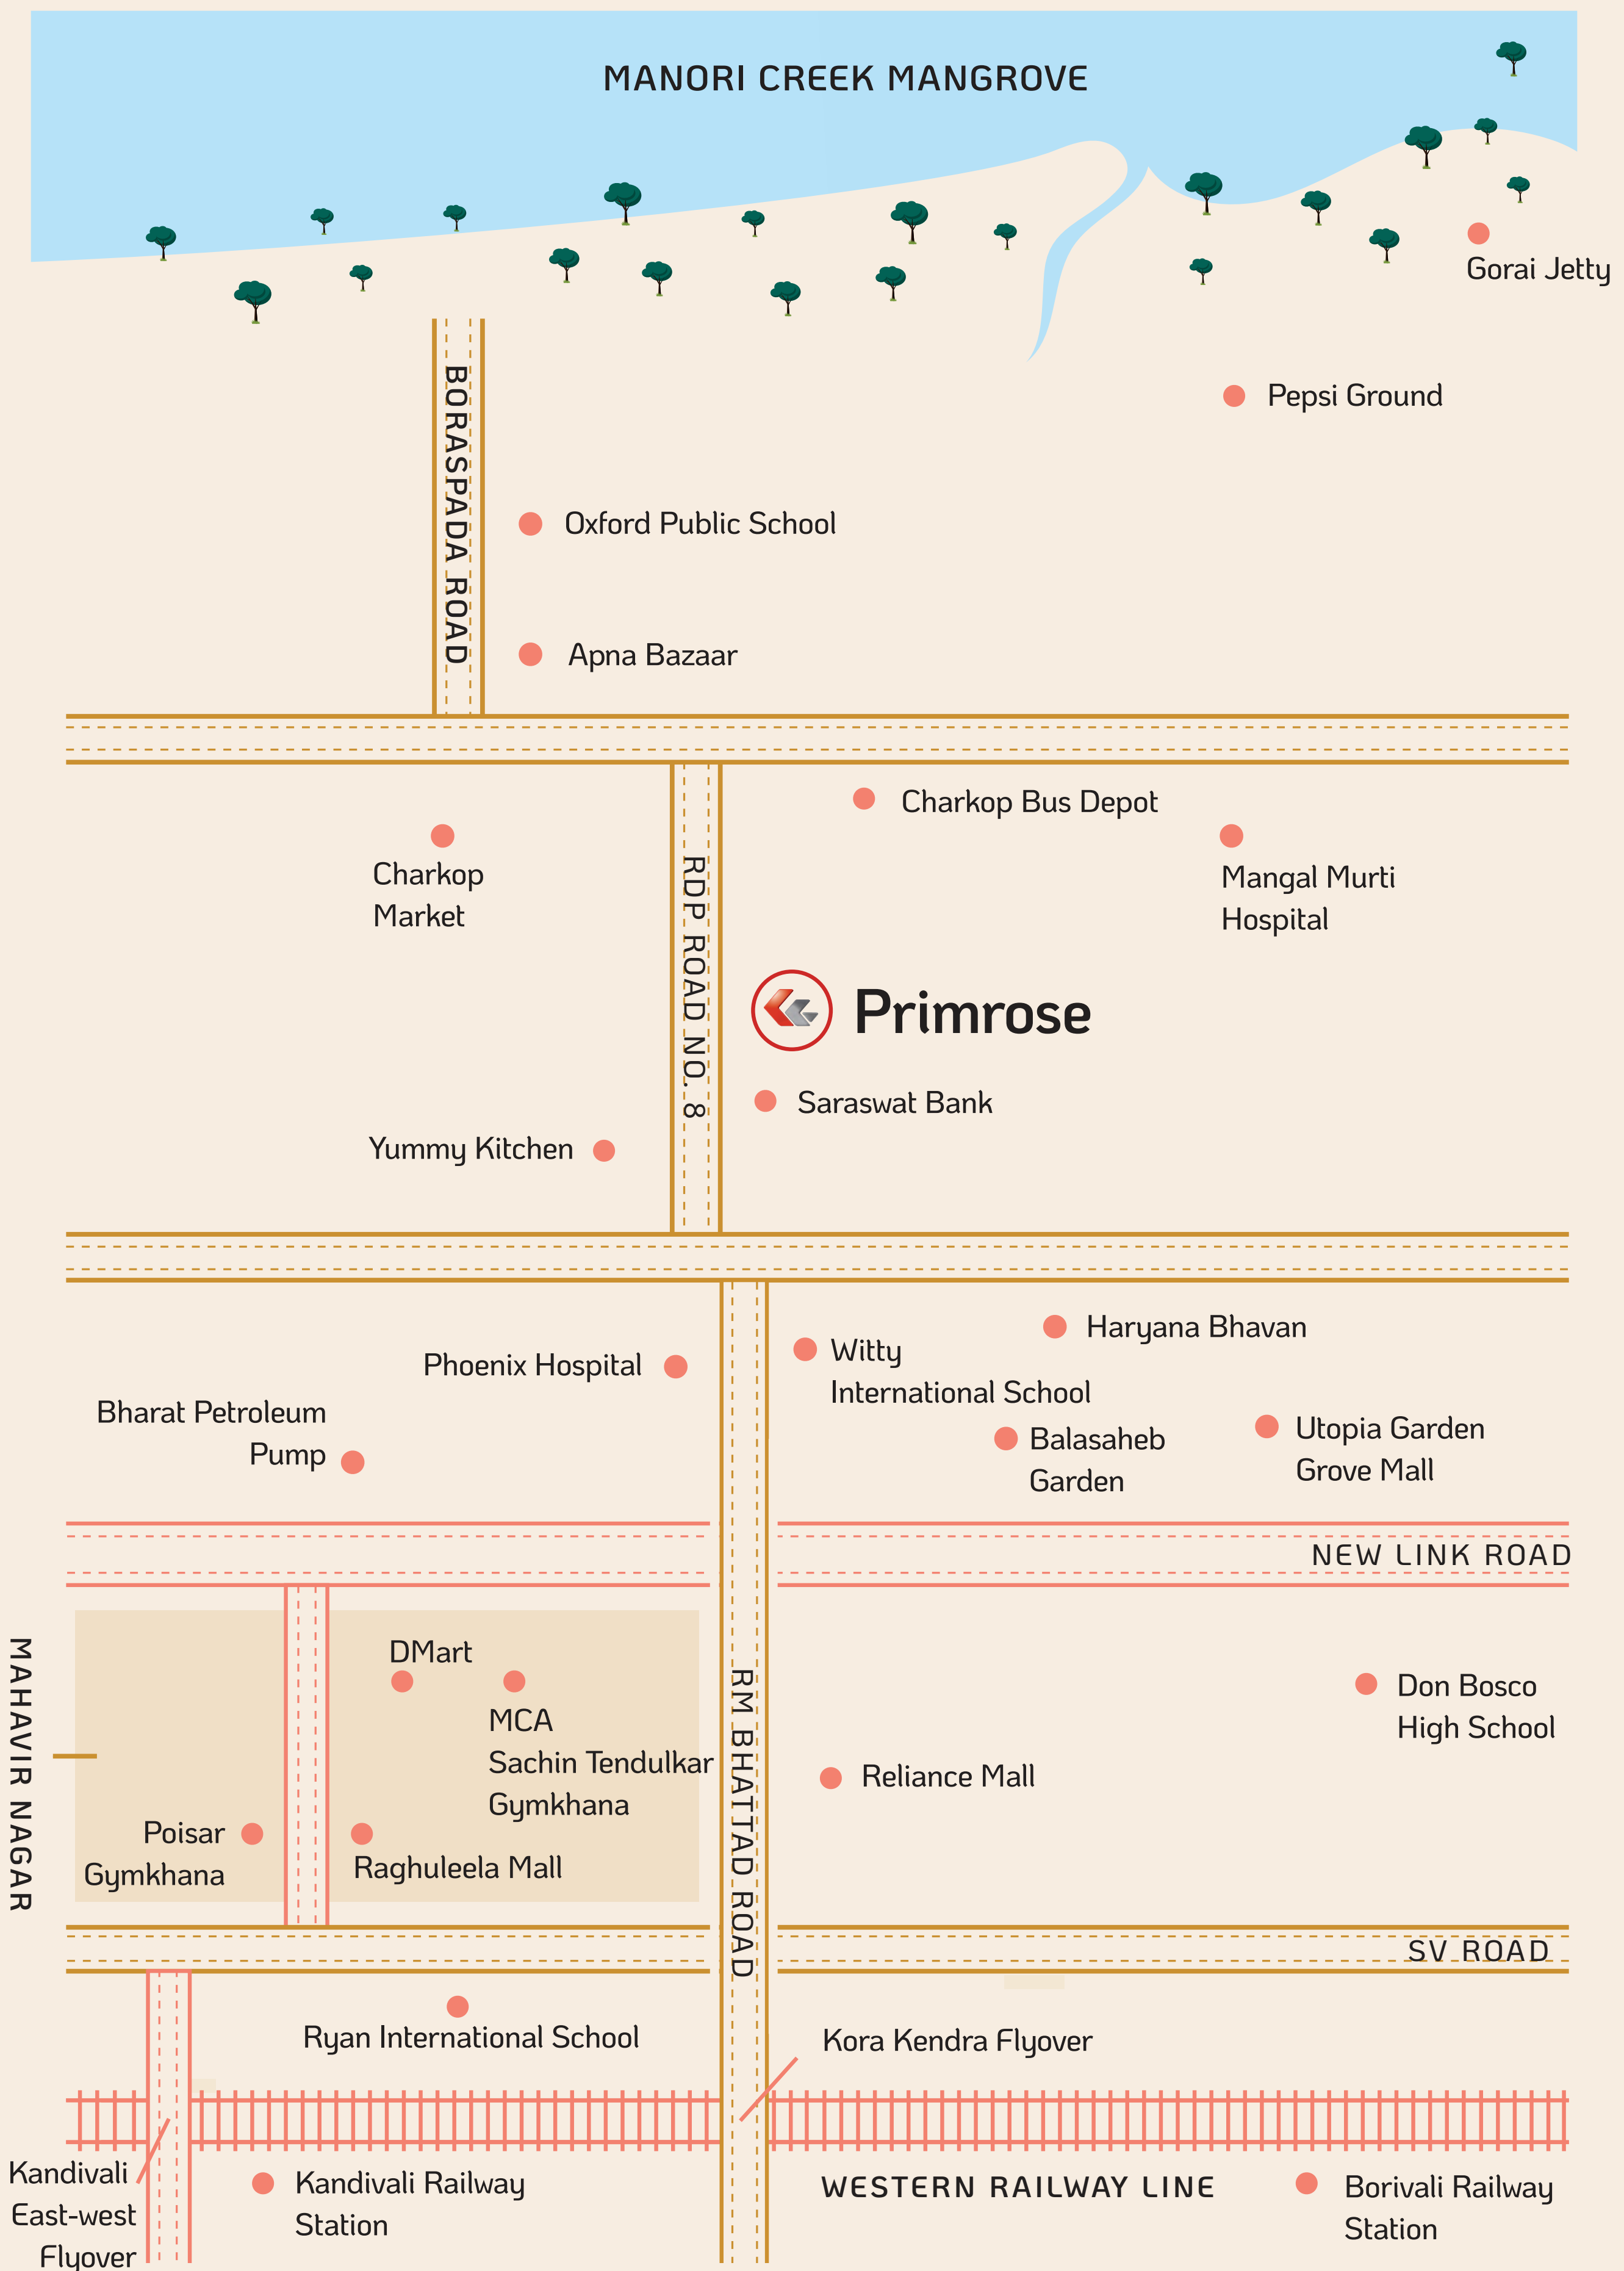 MANORI CREEK MANGROVE
Gorai Jetty
Pepsi Ground
BORASPADA ROAD
Oxford Public School
Apna Bazaar
Charkop Bus Depot
Charkop
Market
Mangal Murti
Hospital
RDP ROAD NO. 8
Primrose
Saraswat Bank
Yummy Kitchen
Haryana Bhavan
Witty
International School
Phoenix Hospital
Bharat Petroleum
Pump
Balasaheb
Garden
Utopia Garden
Grove Mall
NEW LINK ROAD
MAHAVIR NAGAR
DMart
MCA
Sachin Tendulkar
Gymkhana
RM BHATTAD ROAD
Don Bosco
High School
Reliance Mall
Poisar
Gymkhana
Raghuleela Mall
SV ROAD
Ryan International School
Kora Kendra Flyover
Kandivali
East-west
Flyover
Kandivali Railway
Station
WESTERN RAILWAY LINE
Borivali Railway
Station